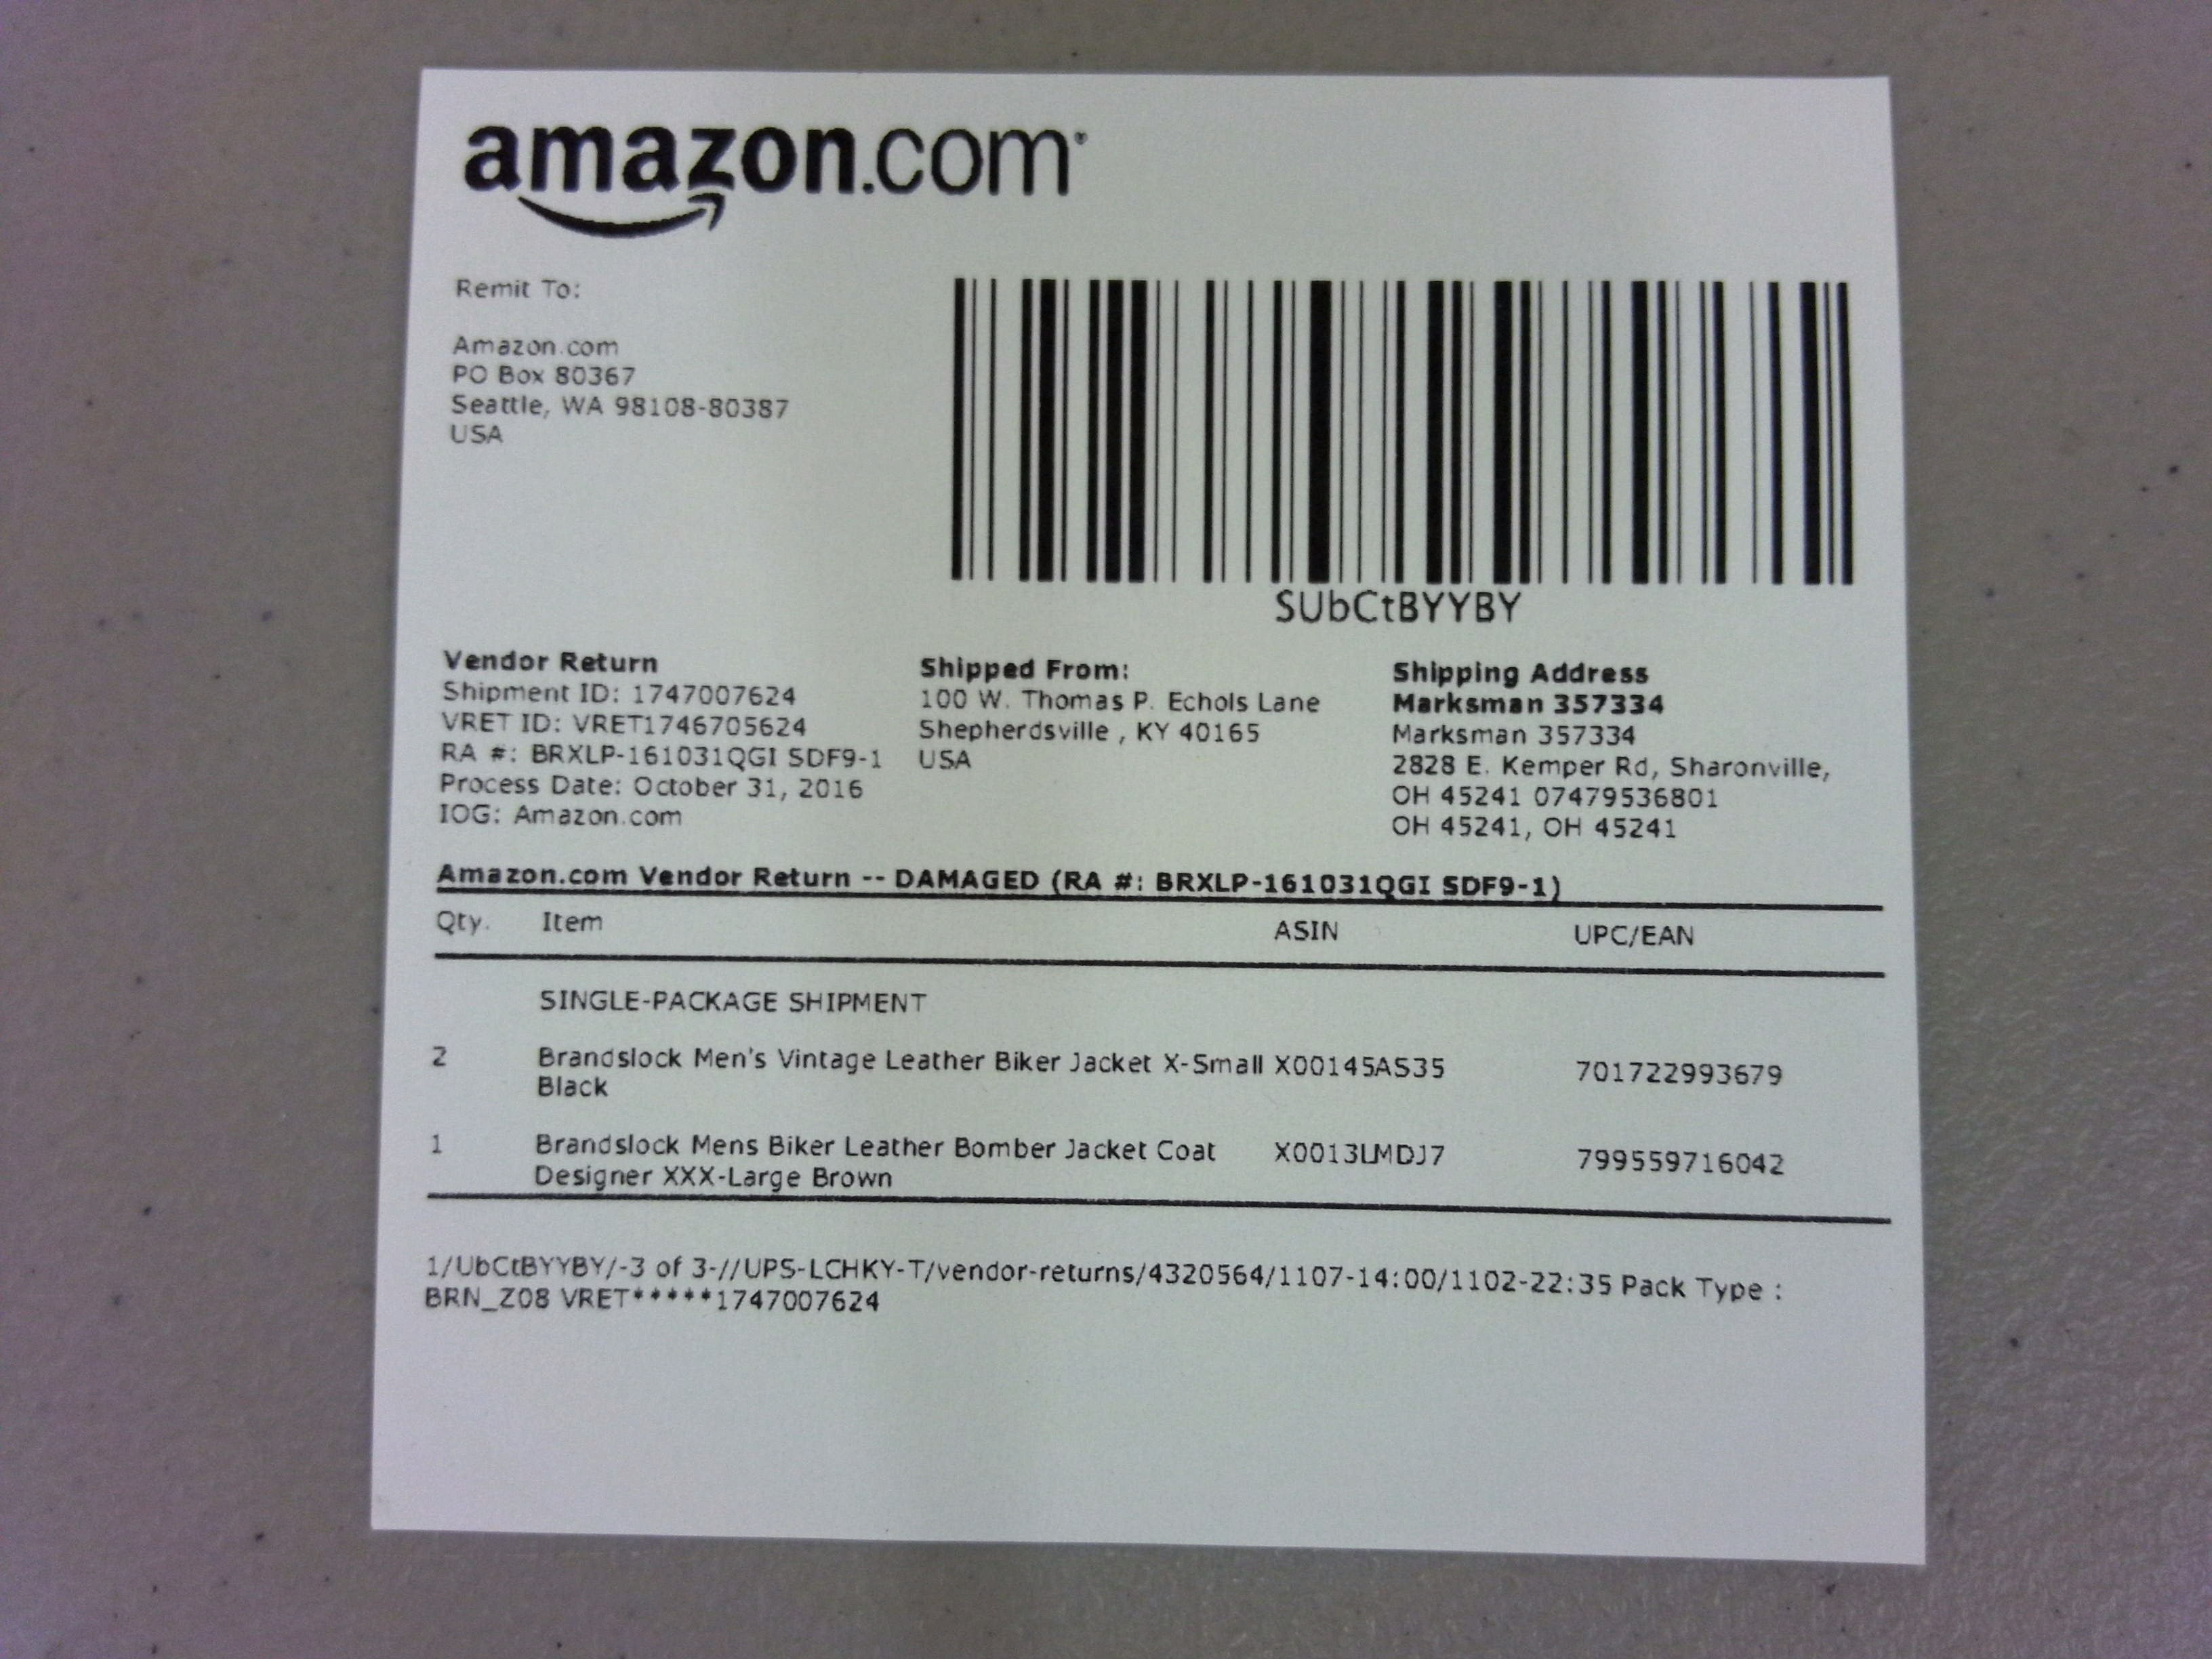 amazon.com
Remit To:
Amazon.com
PO Box 80367
Seattle, WA 98108-80387
USA
SUbCtBYYBY
Vendor Return
Shipment ID: 1747007624
VRET ID: VRET1746705624
RA #: BRXLP-161031QGI SDF9-1
Process Date: October 31, 2016
IOG: Amazon.com
Shipped From:
100 W. Thomas P. Echols Lane
Shepherdsville , KY 40165
USA
Shipping Address
Marksman 357334
Marksman 357334
2828 E. Kemper Rd, Sharonville,
OH 45241 07479536801
OH 45241, OH 45241
Amazon.com Vendor Return -- DAMAGED (RA #: BRXLP-161031QGI SDF9-1)
Qty. Item ASIN UPC/EAN
SINGLE-PACKAGE SHIPMENT
2 Brandslock Men's Vintage Leather Biker Jacket X-Small X00145AS35 701722993679
Black
1 Brandslock Mens Biker Leather Bomber Jacket Coat X0013LMDJ7 799559716042
Designer XXX-Large Brown
1/UbCtBYYBY/-3 of 3-//UPS-LCHKY-T/vendor-returns/4320564/1107-14:00/1102-22:35 Pack Type :
BRN_Z08 VRET*****1747007624